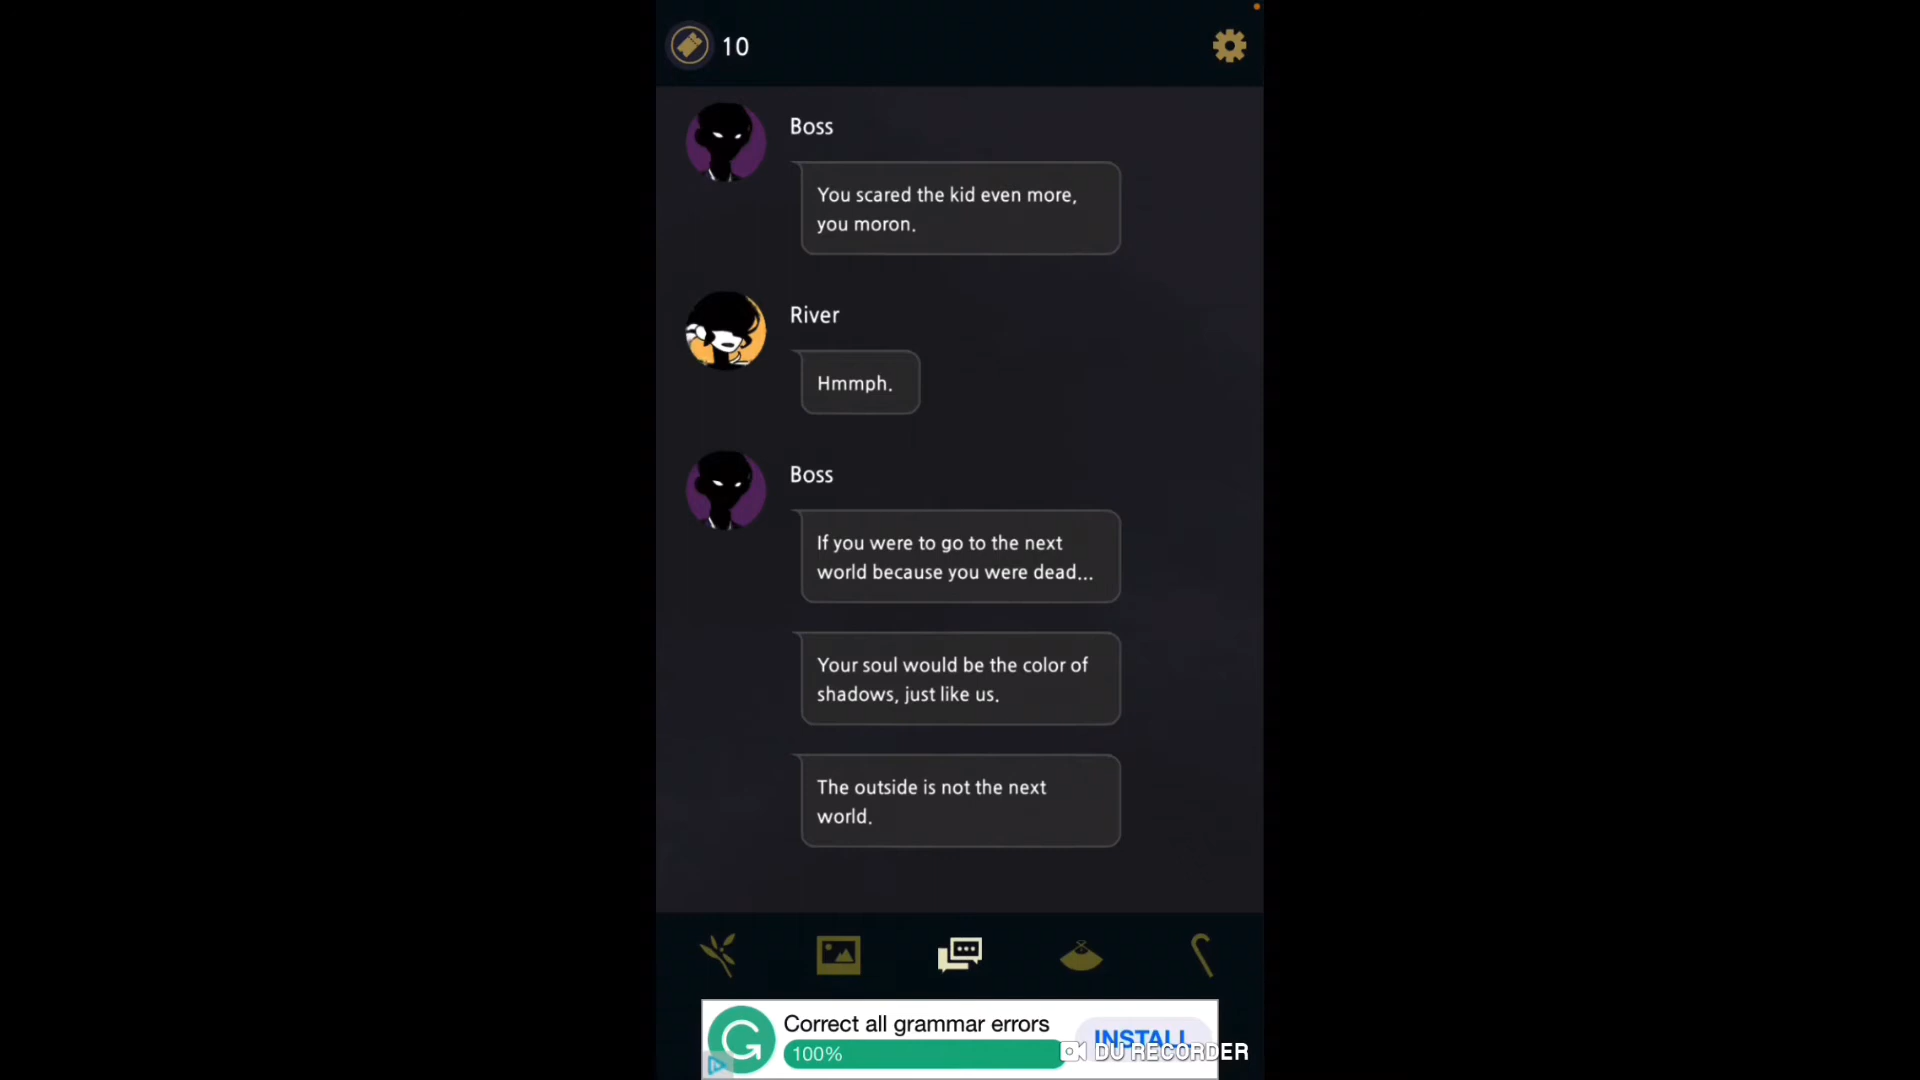 10
Boss
You scared the kid even more,
you moron.
River
Hmmph.
Boss
If you were to go to the next
world because you were dead...
Your soul would be the color of
shadows, just like us.
The outside is not the next
world.
Correct all grammar errors
100%
INSTALL
DU RECORDER